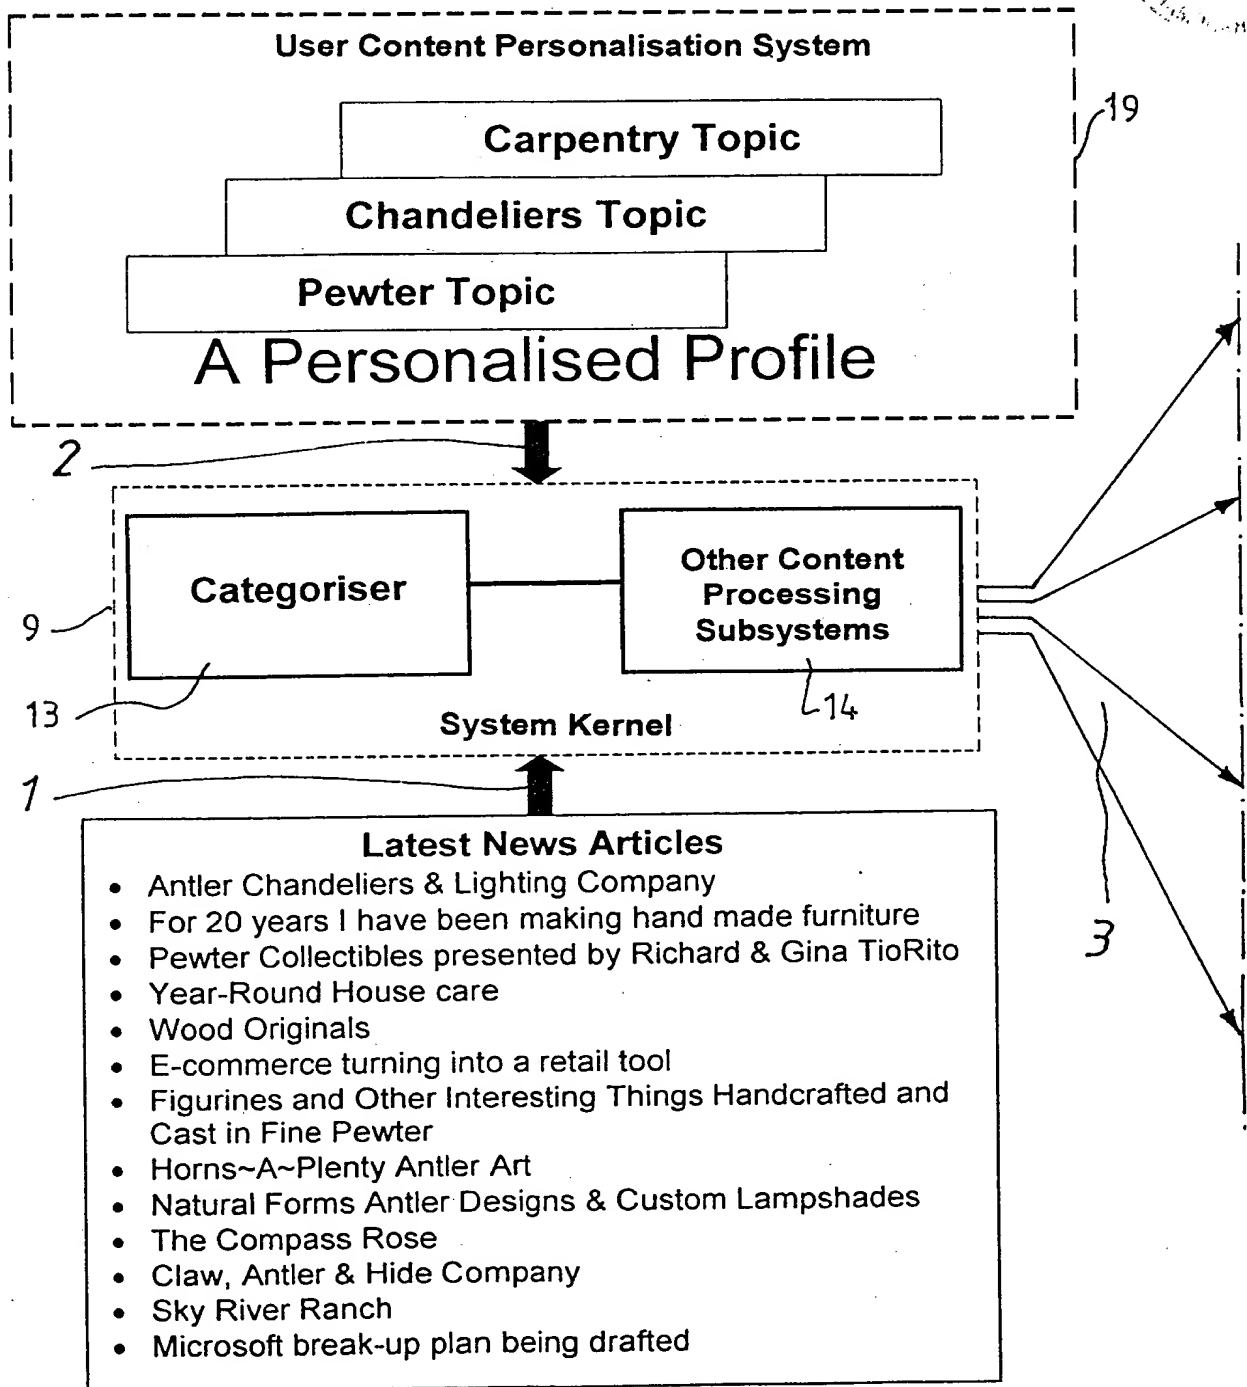 User Content Personalisation System
Carpentry Topic
19
Chandeliers Topic
Pewter Topic
A Personalised Profile
2
Categoriser
Other Content
Processing
Subsystems
9
13
14
System Kernel
1
3
Latest News Articles
• Antler Chandeliers & Lighting Company
• For 20 years I have been making hand made furniture
• Pewter Collectibles presented by Richard & Gina TioRito
• Year-Round House care
• Wood Originals
• E-commerce turning into a retail tool
• Figurines and Other Interesting Things Handcrafted and
Cast in Fine Pewter
• Horns~A~Plenty Antler Art
• Natural Forms Antler Designs & Custom Lampshades
• The Compass Rose
• Claw, Antler & Hide Company
• Sky River Ranch
• Microsoft break-up plan being drafted